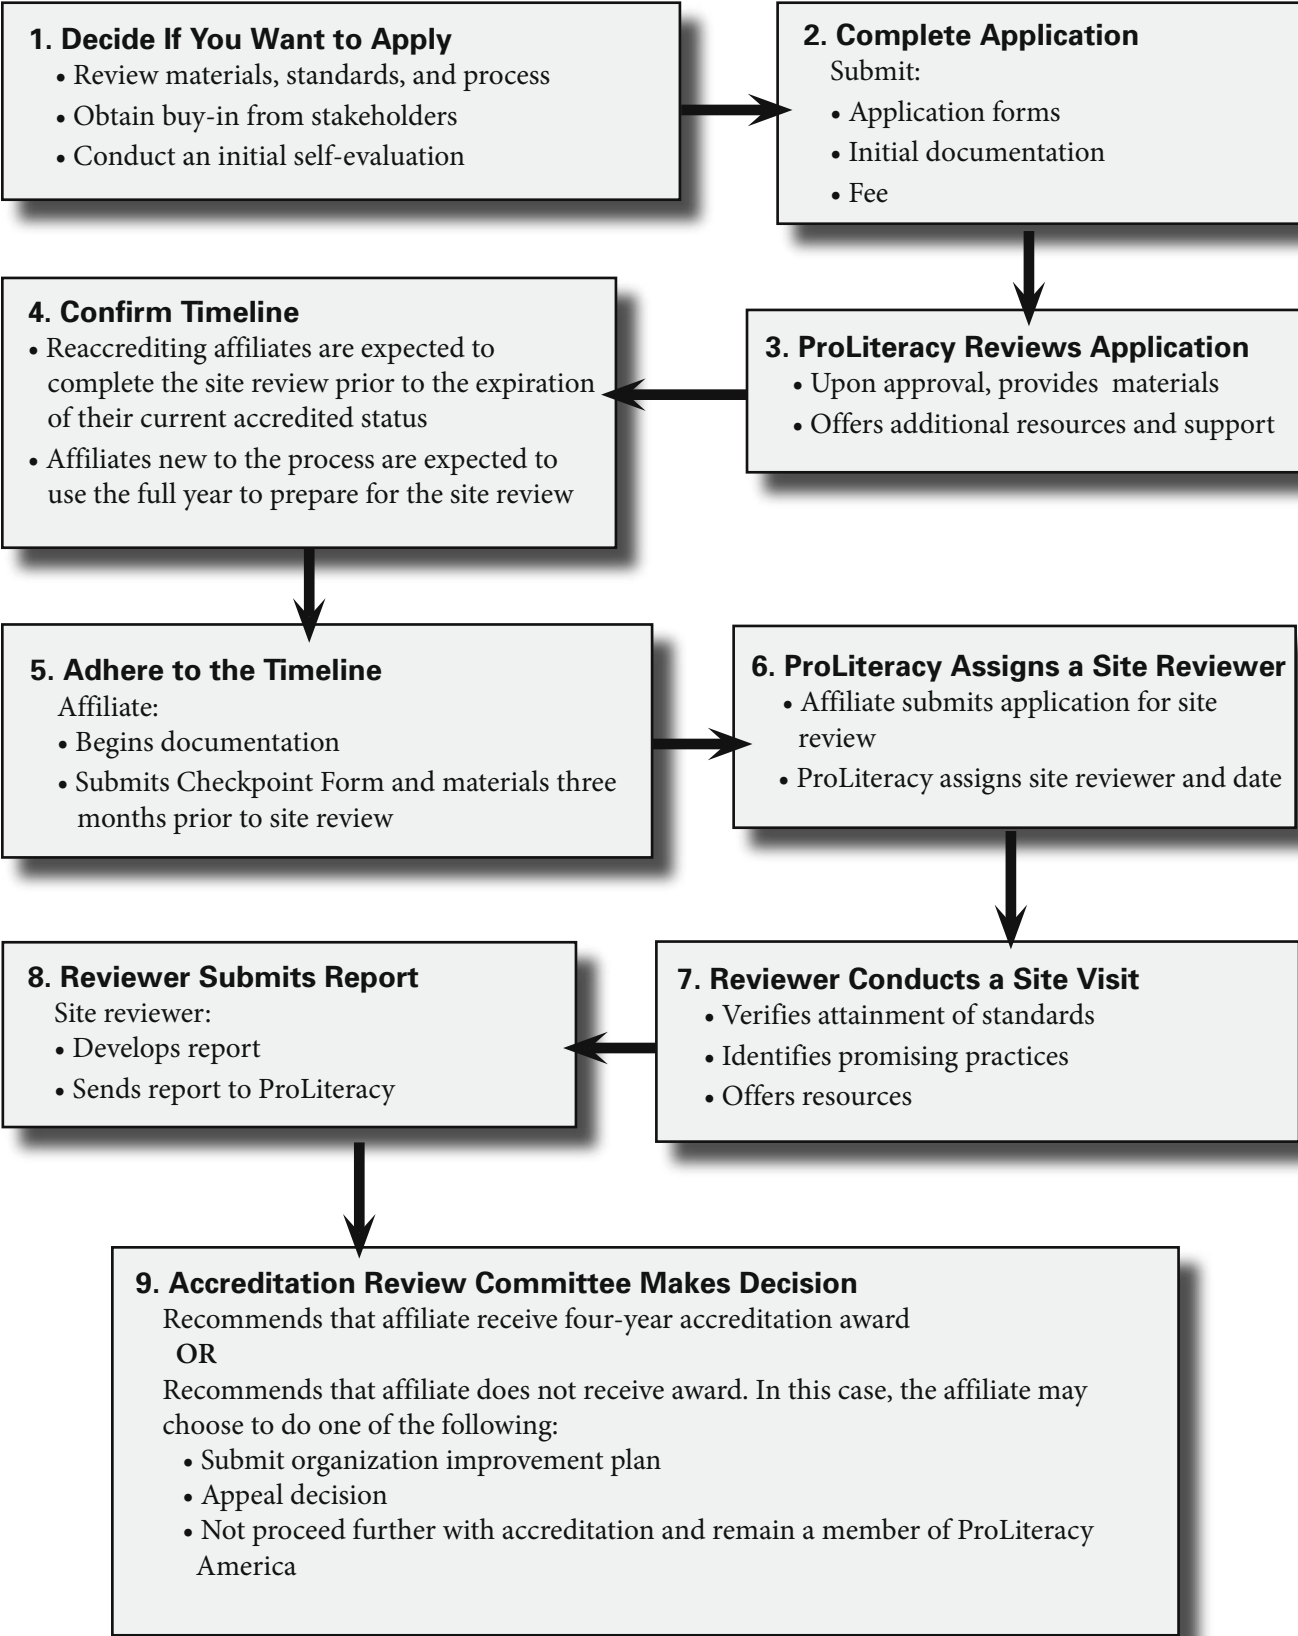 1. Decide If You Want to Apply
• Review materials, standards, and process
• Obtain buy-in from stakeholders
• Conduct an initial self-evaluation
2. Complete Application
Submit:
• Application forms
• Initial documentation
• Fee
3. ProLiteracy Reviews Application
• Upon approval, provides materials
• Offers additional resources and support
4. Confirm Timeline
• Reaccrediting affiliates are expected to
complete the site review prior to the expiration
of their current accredited status
• Affiliates new to the process are expected to
use the full year to prepare for the site review
5. Adhere to the Timeline
Affiliate:
• Begins documentation
• Submits Checkpoint Form and materials three
months prior to site review
6. ProLiteracy Assigns a Site Reviewer
• Affiliate submits application for site
review
• ProLiteracy assigns site reviewer and date
7. Reviewer Conducts a Site Visit
• Verifies attainment of standards
• Identifies promising practices
• Offers resources
8. Reviewer Submits Report
Site reviewer:
• Develops report
• Sends report to ProLiteracy
9. Accreditation Review Committee Makes Decision
Recommends that affiliate receive four-year accreditation award
OR
Recommends that affiliate does not receive award. In this case, the affiliate may
choose to do one of the following:
• Submit organization improvement plan
• Appeal decision
• Not proceed further with accreditation and remain a member of ProLiteracy
America